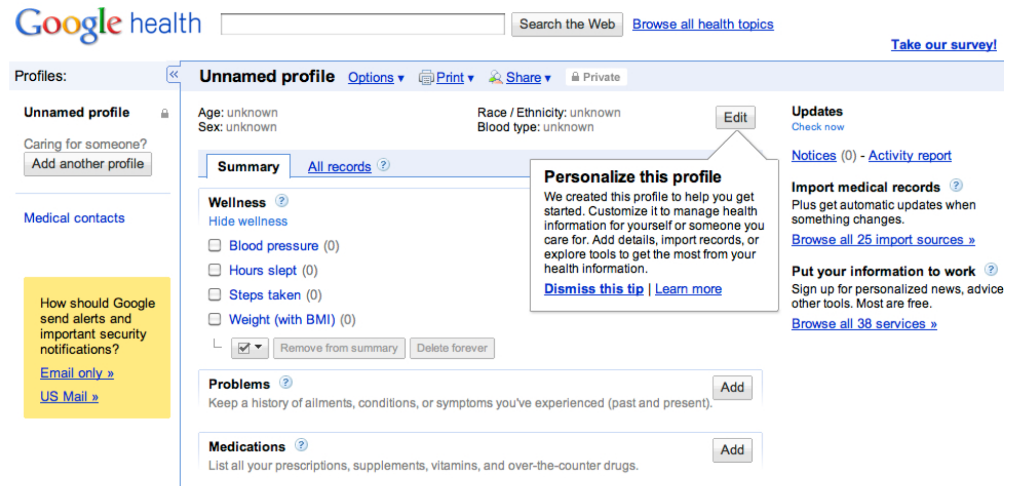 Google health
Search the Web
Browse all health topics
Take our survey!
Profiles:
«
Unnamed profile
Caring for someone?
Add another profile
Medical contacts
How should Google
send alerts and
important security
notifications?
Email only »
US Mail »
Unnamed profile Options ▾ Print ▾ Share ▾ Private
Age: unknown
Sex: unknown
Race / Ethnicity: unknown
Blood type: unknown
Edit
Summary All records ?
Personalize this profile
We created this profile to help you get
started. Customize it to manage health
information for yourself or someone you
care for. Add details, import records, or
explore tools to get the most from your
health information.
Dismiss this tip | Learn more
Wellness ?
Hide wellness
Blood pressure (0)
Hours slept (0)
Steps taken (0)
Weight (with BMI) (0)
Remove from summary Delete forever
Problems ?
Keep a history of ailments, conditions, or symptoms you've experienced (past and present).
Add
Medications ?
List all your prescriptions, supplements, vitamins, and over-the-counter drugs.
Add
Updates
Check now
Notices (0) - Activity report
Import medical records ?
Plus get automatic updates when
something changes.
Browse all 25 import sources »
Put your information to work ?
Sign up for personalized news, advice
other tools. Most are free.
Browse all 38 services »